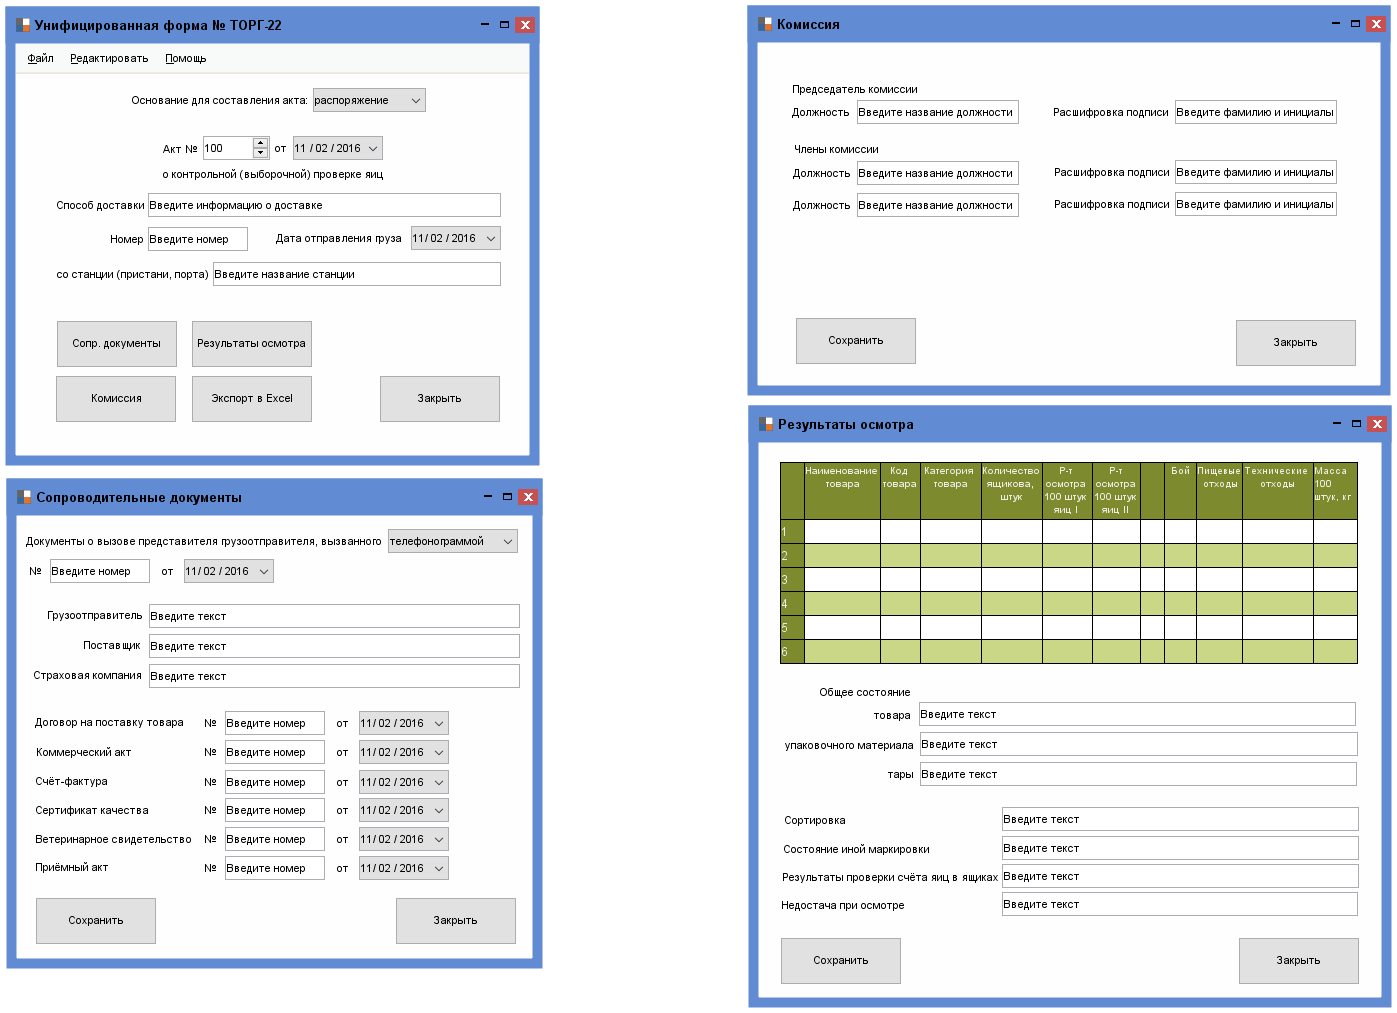 Унифицированная форма № ТОРГ-22
Файл Редактировать Помощь
Основание для составления акта: распоряжение
Акт № 100 от 11 / 02 / 2016
о контрольной (выборочной) проверке яиц
Способ доставки Введите информацию о доставке
Номер Введите номер Дата отправления груза 11/ 02 / 2016
со станции (пристани, порта) Введите название станции
Сопр. документы Результаты осмотра
Комиссия Экспорт в Excel Закрыть
Сопроводительные документы
Документы о вызове представителя грузоотправителя, вызванного телефонограммой
№ Введите номер от 11/ 02 / 2016
Грузоотправитель Введите текст
Поставщик Введите текст
Страховая компания Введите текст
Договор на поставку товара № Введите номер от 11/ 02 / 2016
Коммерческий акт № Введите номер от 11/ 02 / 2016
Счёт-фактура № Введите номер от 11/ 02 / 2016
Сертификат качества № Введите номер от 11/ 02 / 2016
Ветеринарное свидетельство № Введите номер от 11/ 02 / 2016
Приёмный акт № Введите номер от 11/ 02 / 2016
Сохранить Закрыть
Комиссия
Председатель комиссии
Должность Введите название должности Расшифровка подписи Введите фамилию и инициалы
Члены комиссии
Должность Введите название должности Расшифровка подписи Введите фамилию и инициалы
Должность Введите название должности Расшифровка подписи Введите фамилию и инициалы
Сохранить Закрыть
Результаты осмотра
Наименование Код Категория Количество Р-т Р-т Бой Пищевые Технические Масса
товара товара товара ящикова, осмотра осмотра отходы отходы 100
штук 100 штук 100 штук штук, кг
яиц I яиц II
1
2
3
4
5
6
Общее состояние
товара Введите текст
упаковочного материала Введите текст
тары Введите текст
Сортировка Введите текст
Состояние иной маркировки Введите текст
Результаты проверки счёта яиц в ящиках Введите текст
Недостача при осмотре Введите текст
Сохранить Закрыть